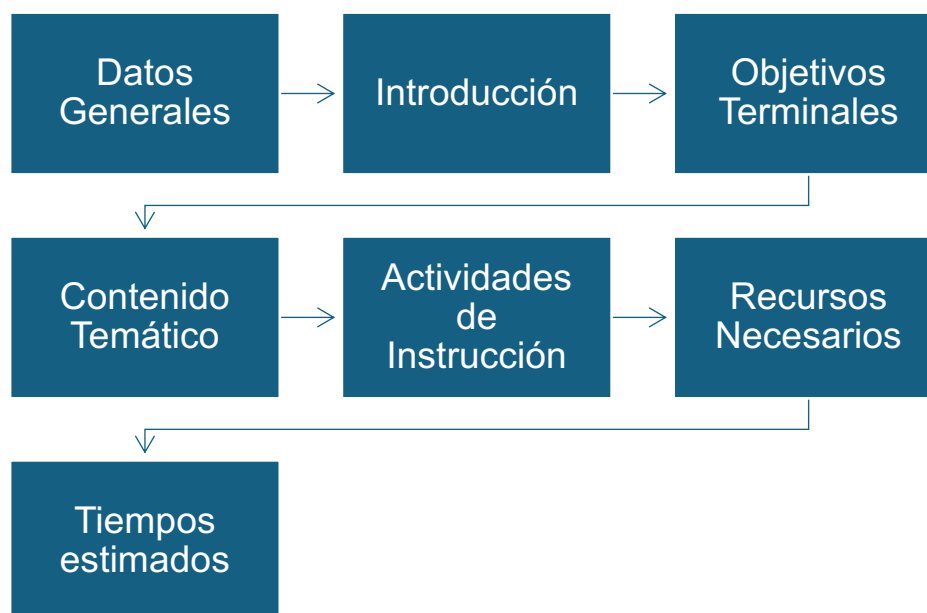 Datos
Generales
Introducción
Objetivos
Terminales
Contenido
Temático
Actividades
de
Instrucción
Recursos
Necesarios
Tiempos
estimados